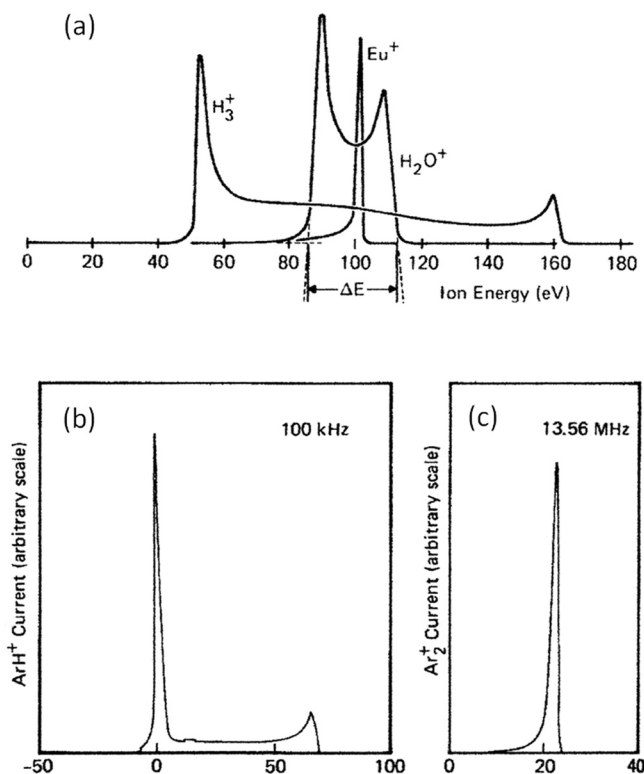 (a)
H₃⁺
Eu⁺
H₂O⁺
0 20 40 60 80 100 120 140 160 180
ΔE
Ion Energy (eV)
(b)
100 kHz
ArH⁺ Current (arbitrary scale)
-50 0 50 100
(c)
13.56 MHz
Ar₂⁺ Current (arbitrary scale)
0 20 40